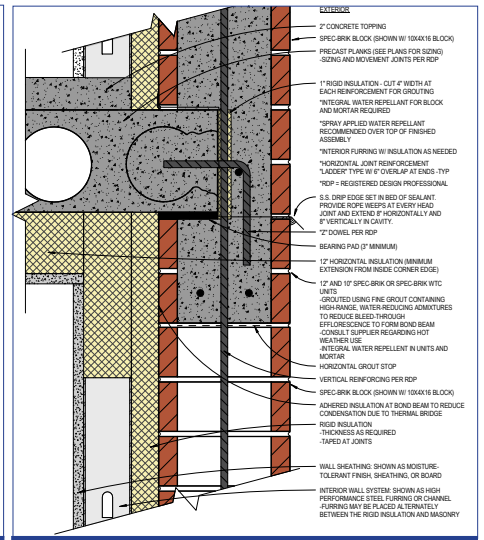 EXTERIOR
2" CONCRETE TOPPING
SPEC-BRIK BLOCK (SHOWN W/ 10X4X16 BLOCK)
PRECAST PLANKS (SEE PLANS FOR SIZING)
-SIZING AND MOVEMENT JOINTS PER RDP
1" RIGID INSULATION - CUT 4" WIDTH AT
EACH REINFORCEMENT FOR GROUTING
*INTEGRAL WATER REPELLANT FOR BLOCK
AND MORTAR REQUIRED
*SPRAY APPLIED WATER REPELLANT
RECOMMENDED OVER TOP OF FINISHED
ASSEMBLY
*INTERIOR FURRING W/ INSULATION AS NEEDED
*HORIZONTAL JOINT REINFORCEMENT
"LADDER" TYPE W/ 6" OVERLAP AT ENDS -TYP
*RDP = REGISTERED DESIGN PROFESSIONAL
S.S. DRIP EDGE SET IN BED OF SEALANT.
PROVIDE ROPE WEEPS AT EVERY HEAD
JOINT AND EXTEND 8" HORIZONTALLY AND
8" VERTICALLY IN CAVITY.
"Z" DOWEL PER RDP
BEARING PAD (3" MINIMUM)
12" HORIZONTAL INSULATION (MINIMUM
EXTENSION FROM INSIDE CORNER EDGE)
12" AND 10" SPEC-BRIK OR SPEC-BRIK WTC
UNITS
-GROUTED USING FINE GROUT CONTAINING
HIGH-RANGE, WATER-REDUCING ADMIXTURES
TO REDUCE BLEED-THROUGH
EFFLORESCENCE TO FORM BOND BEAM
-CONSULT SUPPLIER REGARDING HOT
WEATHER USE
-INTEGRAL WATER REPELLENT IN UNITS AND
MORTAR
HORIZONTAL GROUT STOP
VERTICAL REINFORCING PER RDP
SPEC-BRIK BLOCK (SHOWN W/ 10X4X16 BLOCK)
ADHERED INSULATION AT BOND BEAM TO REDUCE
CONDENSATION DUE TO THERMAL BRIDGE
RIGID INSULATION
-THICKNESS AS REQUIRED
-TAPED AT JOINTS
WALL SHEATHING: SHOWN AS MOISTURE-
TOLERANT FINISH, SHEATHING, OR BOARD
INTERIOR WALL SYSTEM: SHOWN AS HIGH
PERFORMANCE STEEL FURRING OR CHANNEL
-FURRING MAY BE PLACED ALTERNATELY
BETWEEN THE RIGID INSULATION AND MASONRY